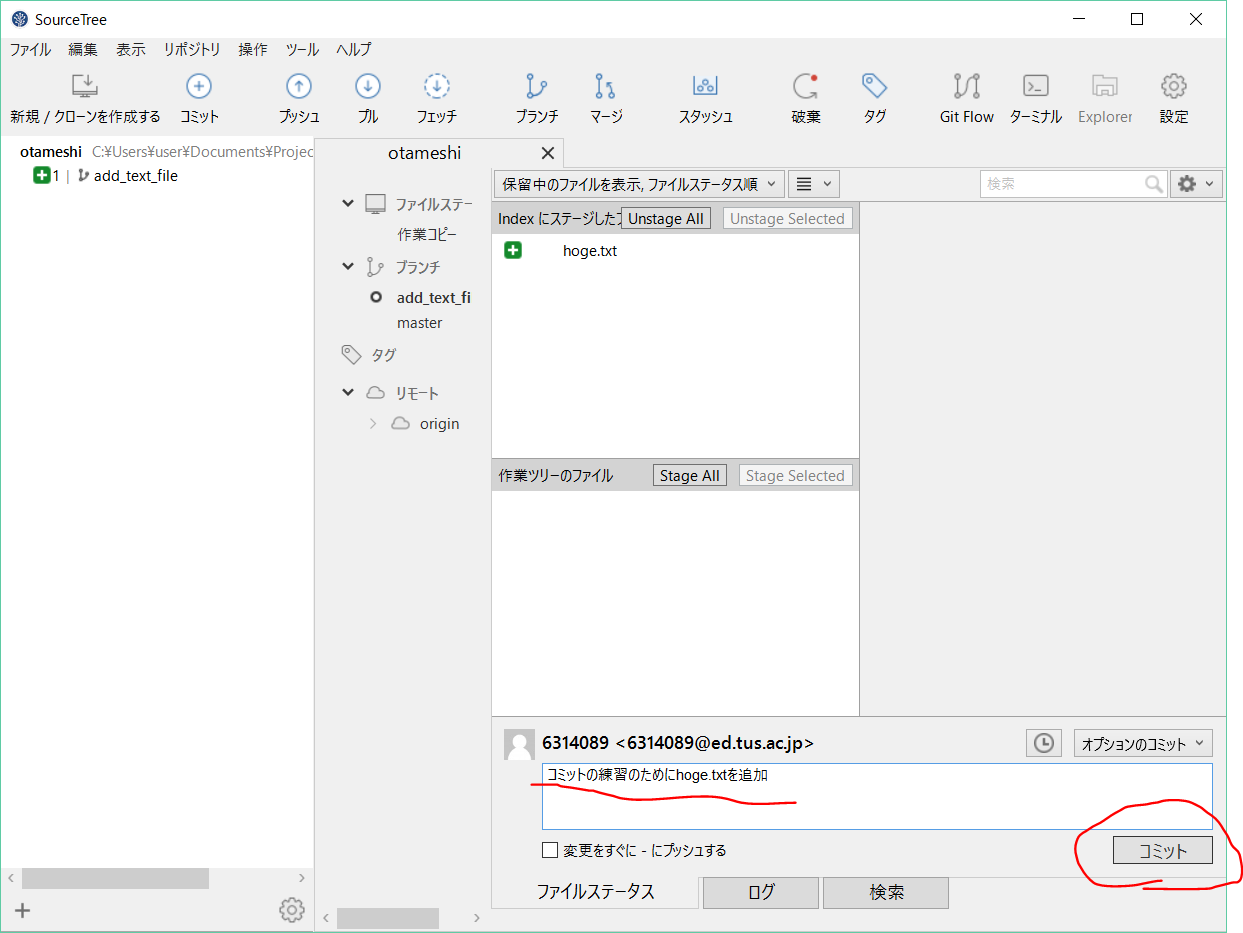 SourceTree
ファイル 編集 表示 リポジトリ 操作 ツール ヘルプ
新規 / クローンを作成する コミット プッシュ プル フェッチ ブランチ マージ スタッシュ 破棄 タグ Git Flow ターミナル Explorer 設定
otameshi C:¥Users¥user¥Documents¥Projec
1 | add_text_file
otameshi
ファイルステー
作業コピー
ブランチ
add_text_fi
master
タグ
リモート
origin
保留中のファイルを表示, ファイルステータス順
検索
Index にステージした Unstage All Unstage Selected
hoge.txt
作業ツリーのファイル Stage All Stage Selected
6314089 <6314089@ed.tus.ac.jp>
オプションのコミット
コミットの練習のためにhoge.txtを追加
変更をすぐに - にプッシュする
コミット
ファイルステータス ログ 検索